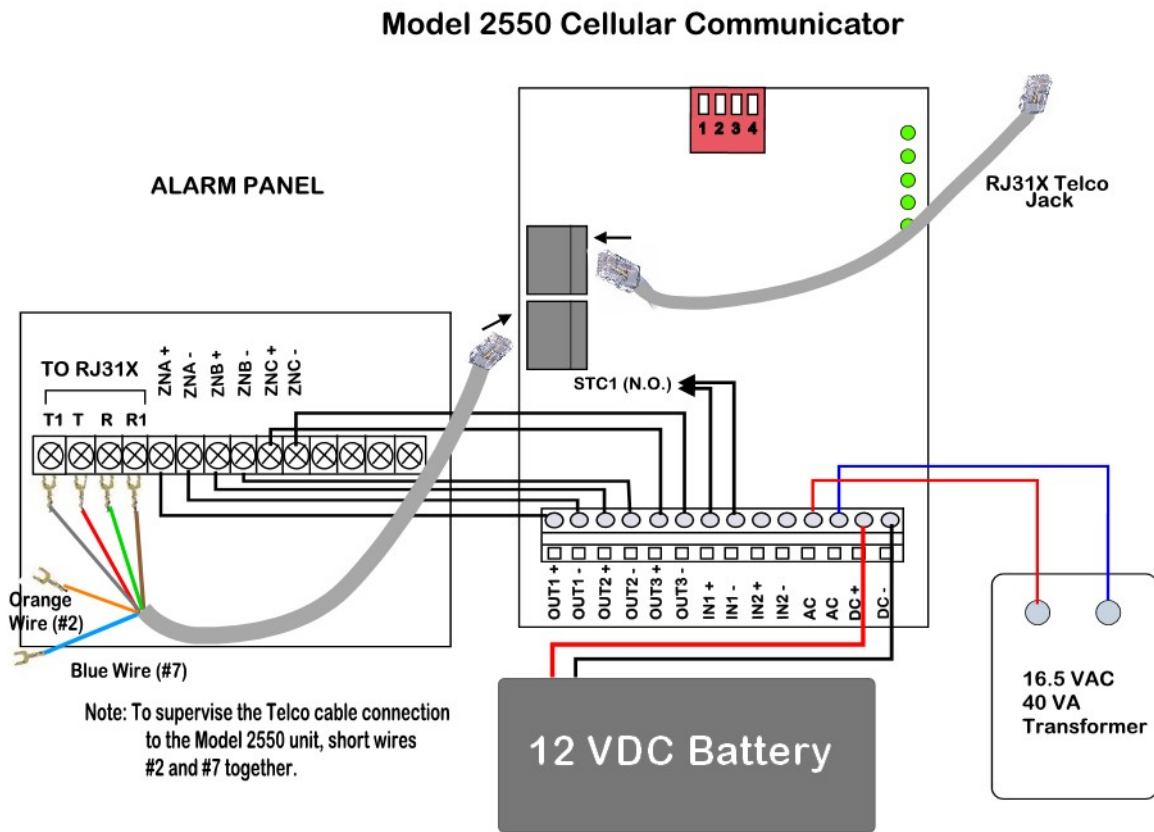 Model 2550 Cellular Communicator
1 2 3 4
RJ31X Telco
Jack
ALARM PANEL
TO RJ31X
T1 T R R1
ZNA +
ZNA -
ZNB +
ZNB -
ZNC +
ZNC -
STC1 (N.O.)
OUT1 +
OUT1 -
OUT2 +
OUT2 -
OUT3 +
OUT3 -
IN1 +
IN1 -
IN2 +
IN2 -
AC
AC
DC +
DC -
Orange
Wire (#2)
Blue Wire (#7)
Note: To supervise the Telco cable connection
to the Model 2550 unit, short wires
#2 and #7 together.
12 VDC Battery
16.5 VAC
40 VA
Transformer